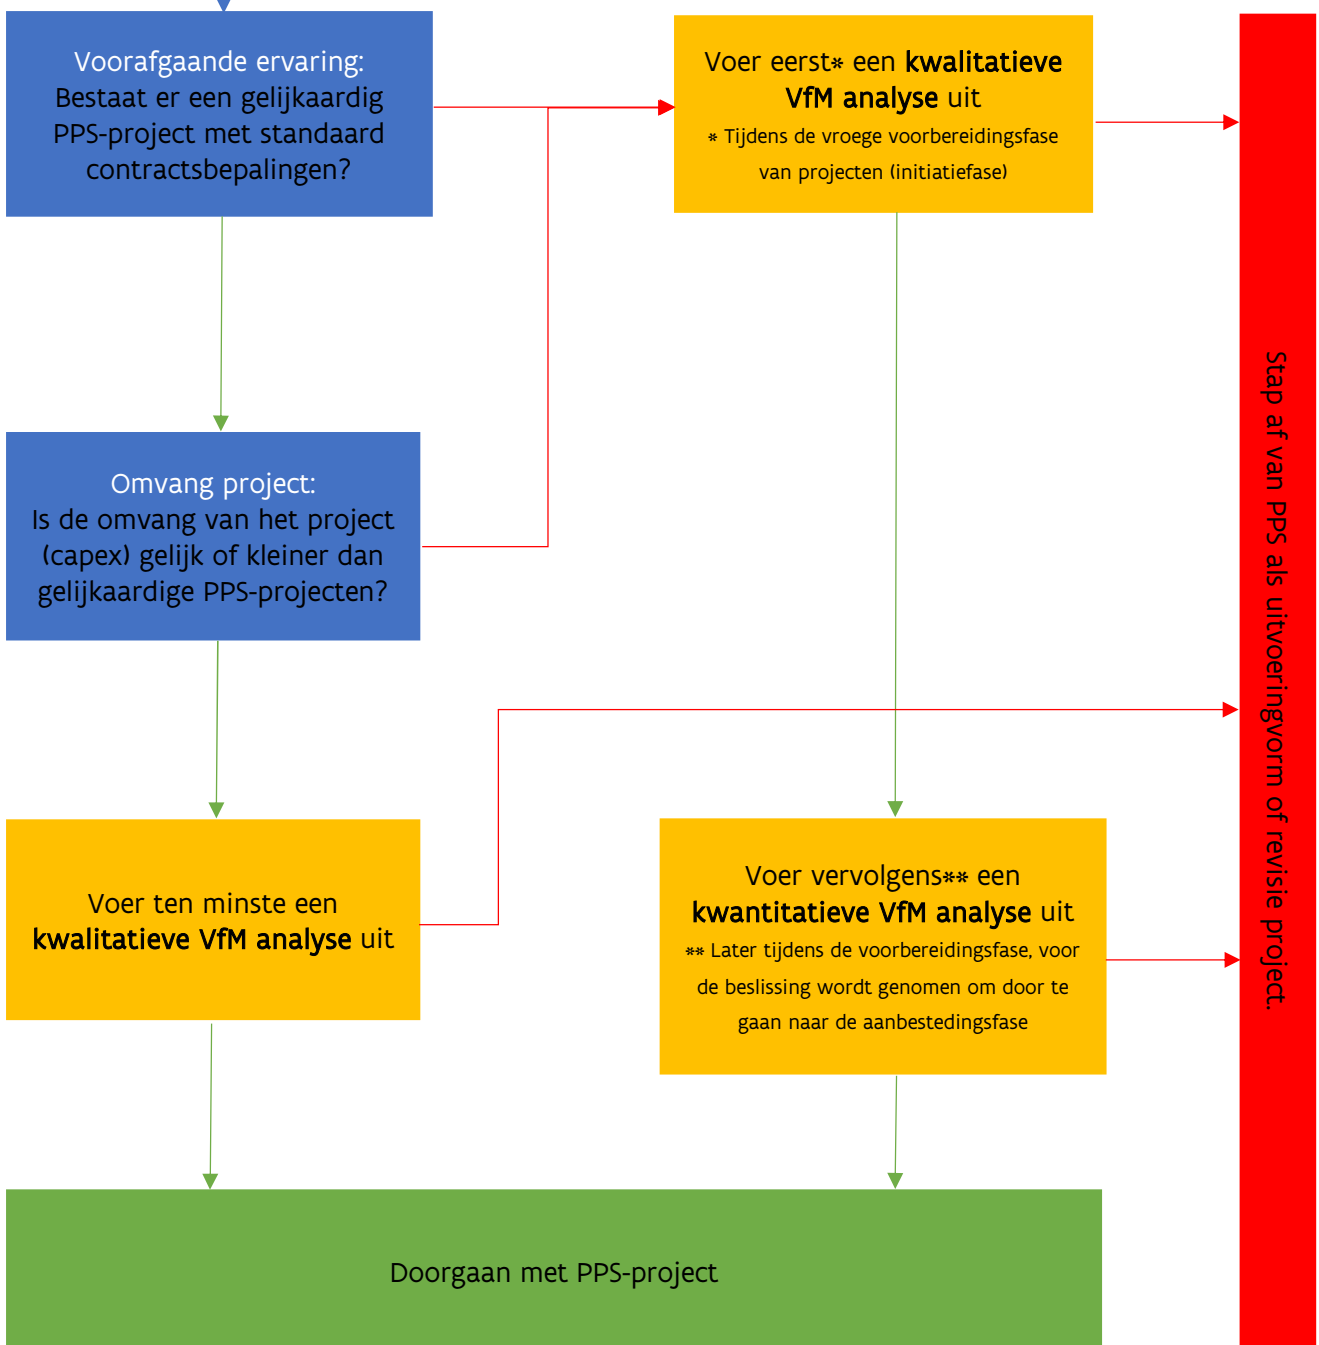 Voorafgaande ervaring:
Bestaat er een gelijkaardig
PPS-project met standaard
contractsbepalingen?
Voer eerst* een kwalitatieve
VfM analyse uit
* Tijdens de vroege voorbereidingsfase
van projecten (initiatiefase)
Omvang project:
Is de omvang van het project
(capex) gelijk of kleiner dan
gelijkaardige PPS-projecten?
Voer ten minste een
kwalitatieve VfM analyse uit
Voer vervolgens** een
kwantitatieve VfM analyse uit
** Later tijdens de voorbereidingsfase, voor
de beslissing wordt genomen om door te
gaan naar de aanbestedingsfase
Doorgaan met PPS-project
Stap af van PPS als uitvoeringvorm of revisie project.